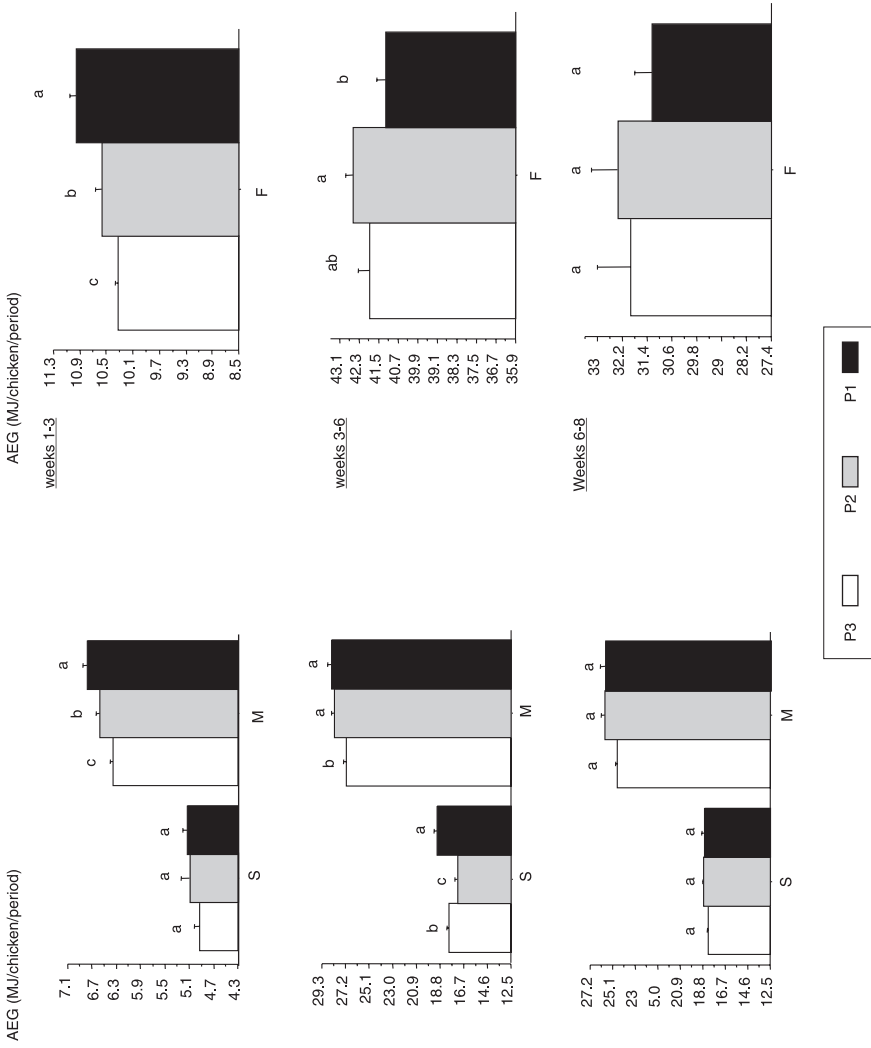 AEG (MJ/chicken/period)
weeks 1-3
11.3
10.9
10.5
10.1
9.7
9.3
8.9
8.5
c
b
a
F
weeks 3-6
43.1
42.3
41.5
40.7
39.9
39.1
38.3
37.5
36.7
35.9
ab
a
b
F
Weeks 6-8
33
32.2
31.4
30.6
29.8
29
28.2
27.4
a
a
a
F
AEG (MJ/chicken/period)
7.1
6.7
6.3
5.9
5.5
5.1
4.7
4.3
a
a
a
c
b
a
S
M
29.3
27.2
25.1
23.0
20.9
18.8
16.7
14.6
12.5
b
c
a
b
a
a
S
M
27.2
25.1
23
5.0
20.9
18.8
16.7
14.6
12.5
a
a
a
a
a
a
S
M
P3
P2
P1